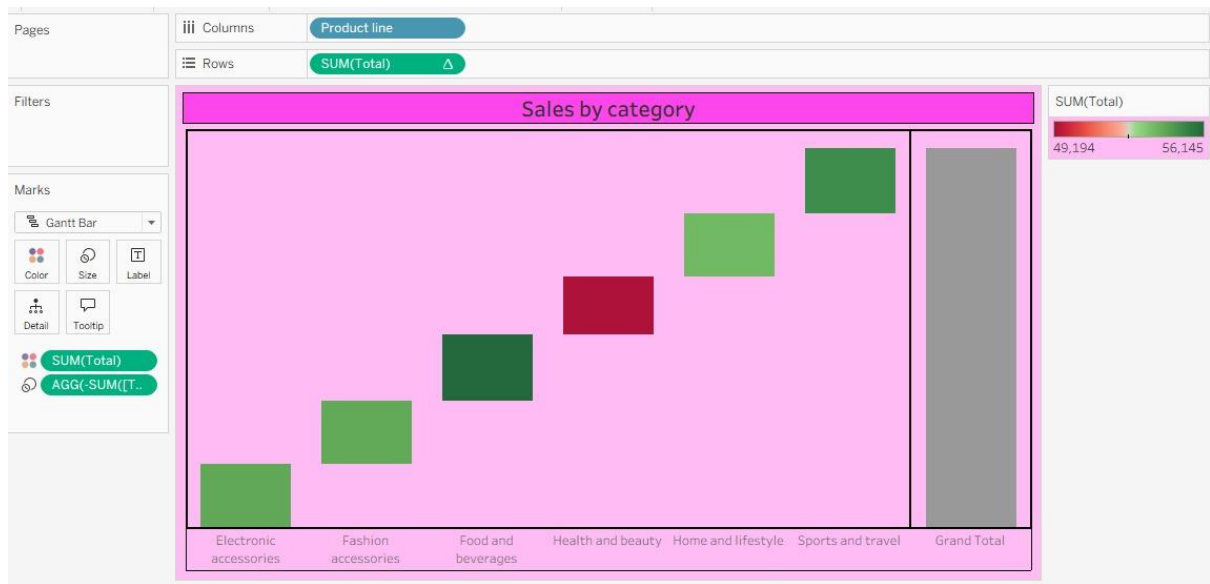 Pages
Columns
Product line
Rows
SUM(Total) Δ
Filters
Sales by category
SUM(Total)
49,194 56,145
Marks
Gantt Bar
Color Size Label
T
Detail Tooltip
SUM(Total)
AGG(-SUM([T..
Electronic accessories
Fashion accessories
Food and beverages
Health and beauty
Home and lifestyle
Sports and travel
Grand Total